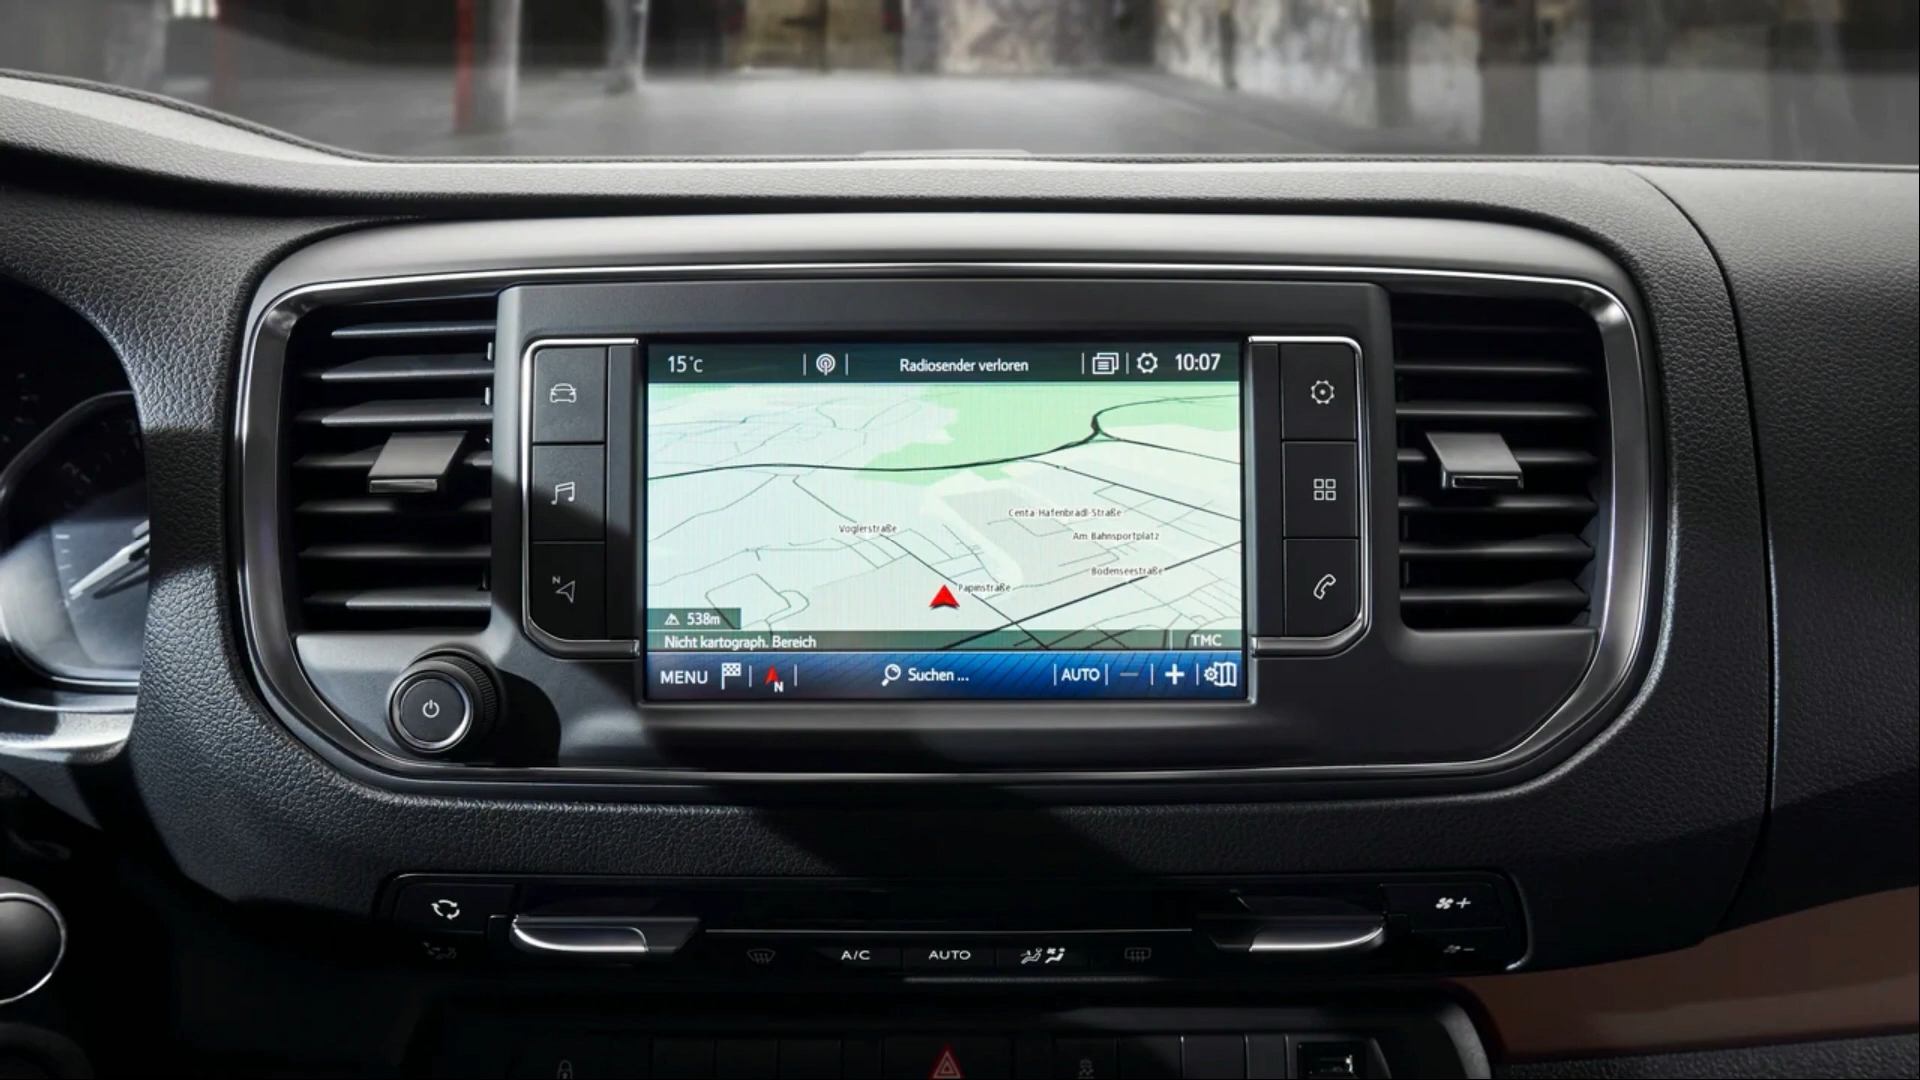 15°C Radiosender verloren 10:07
Centa-Hafenbrädl-Straße
Voglerstraße
Am Bahnsportplatz
Bodenseestraße
Papinstraße
538m
Nicht kartograph. Bereich TMC
MENU N Suchen ... AUTO − +
N
A/C AUTO